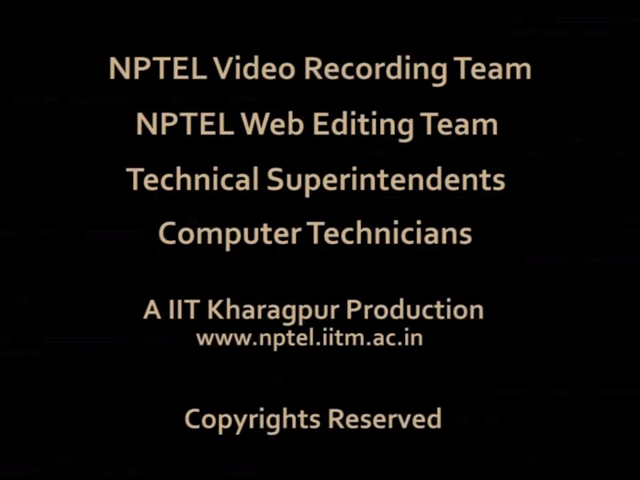 NPTEL Video Recording Team
NPTEL Web Editing Team
Technical Superintendents
Computer Technicians
A IIT Kharagpur Production
www.nptel.iitm.ac.in
Copyrights Reserved